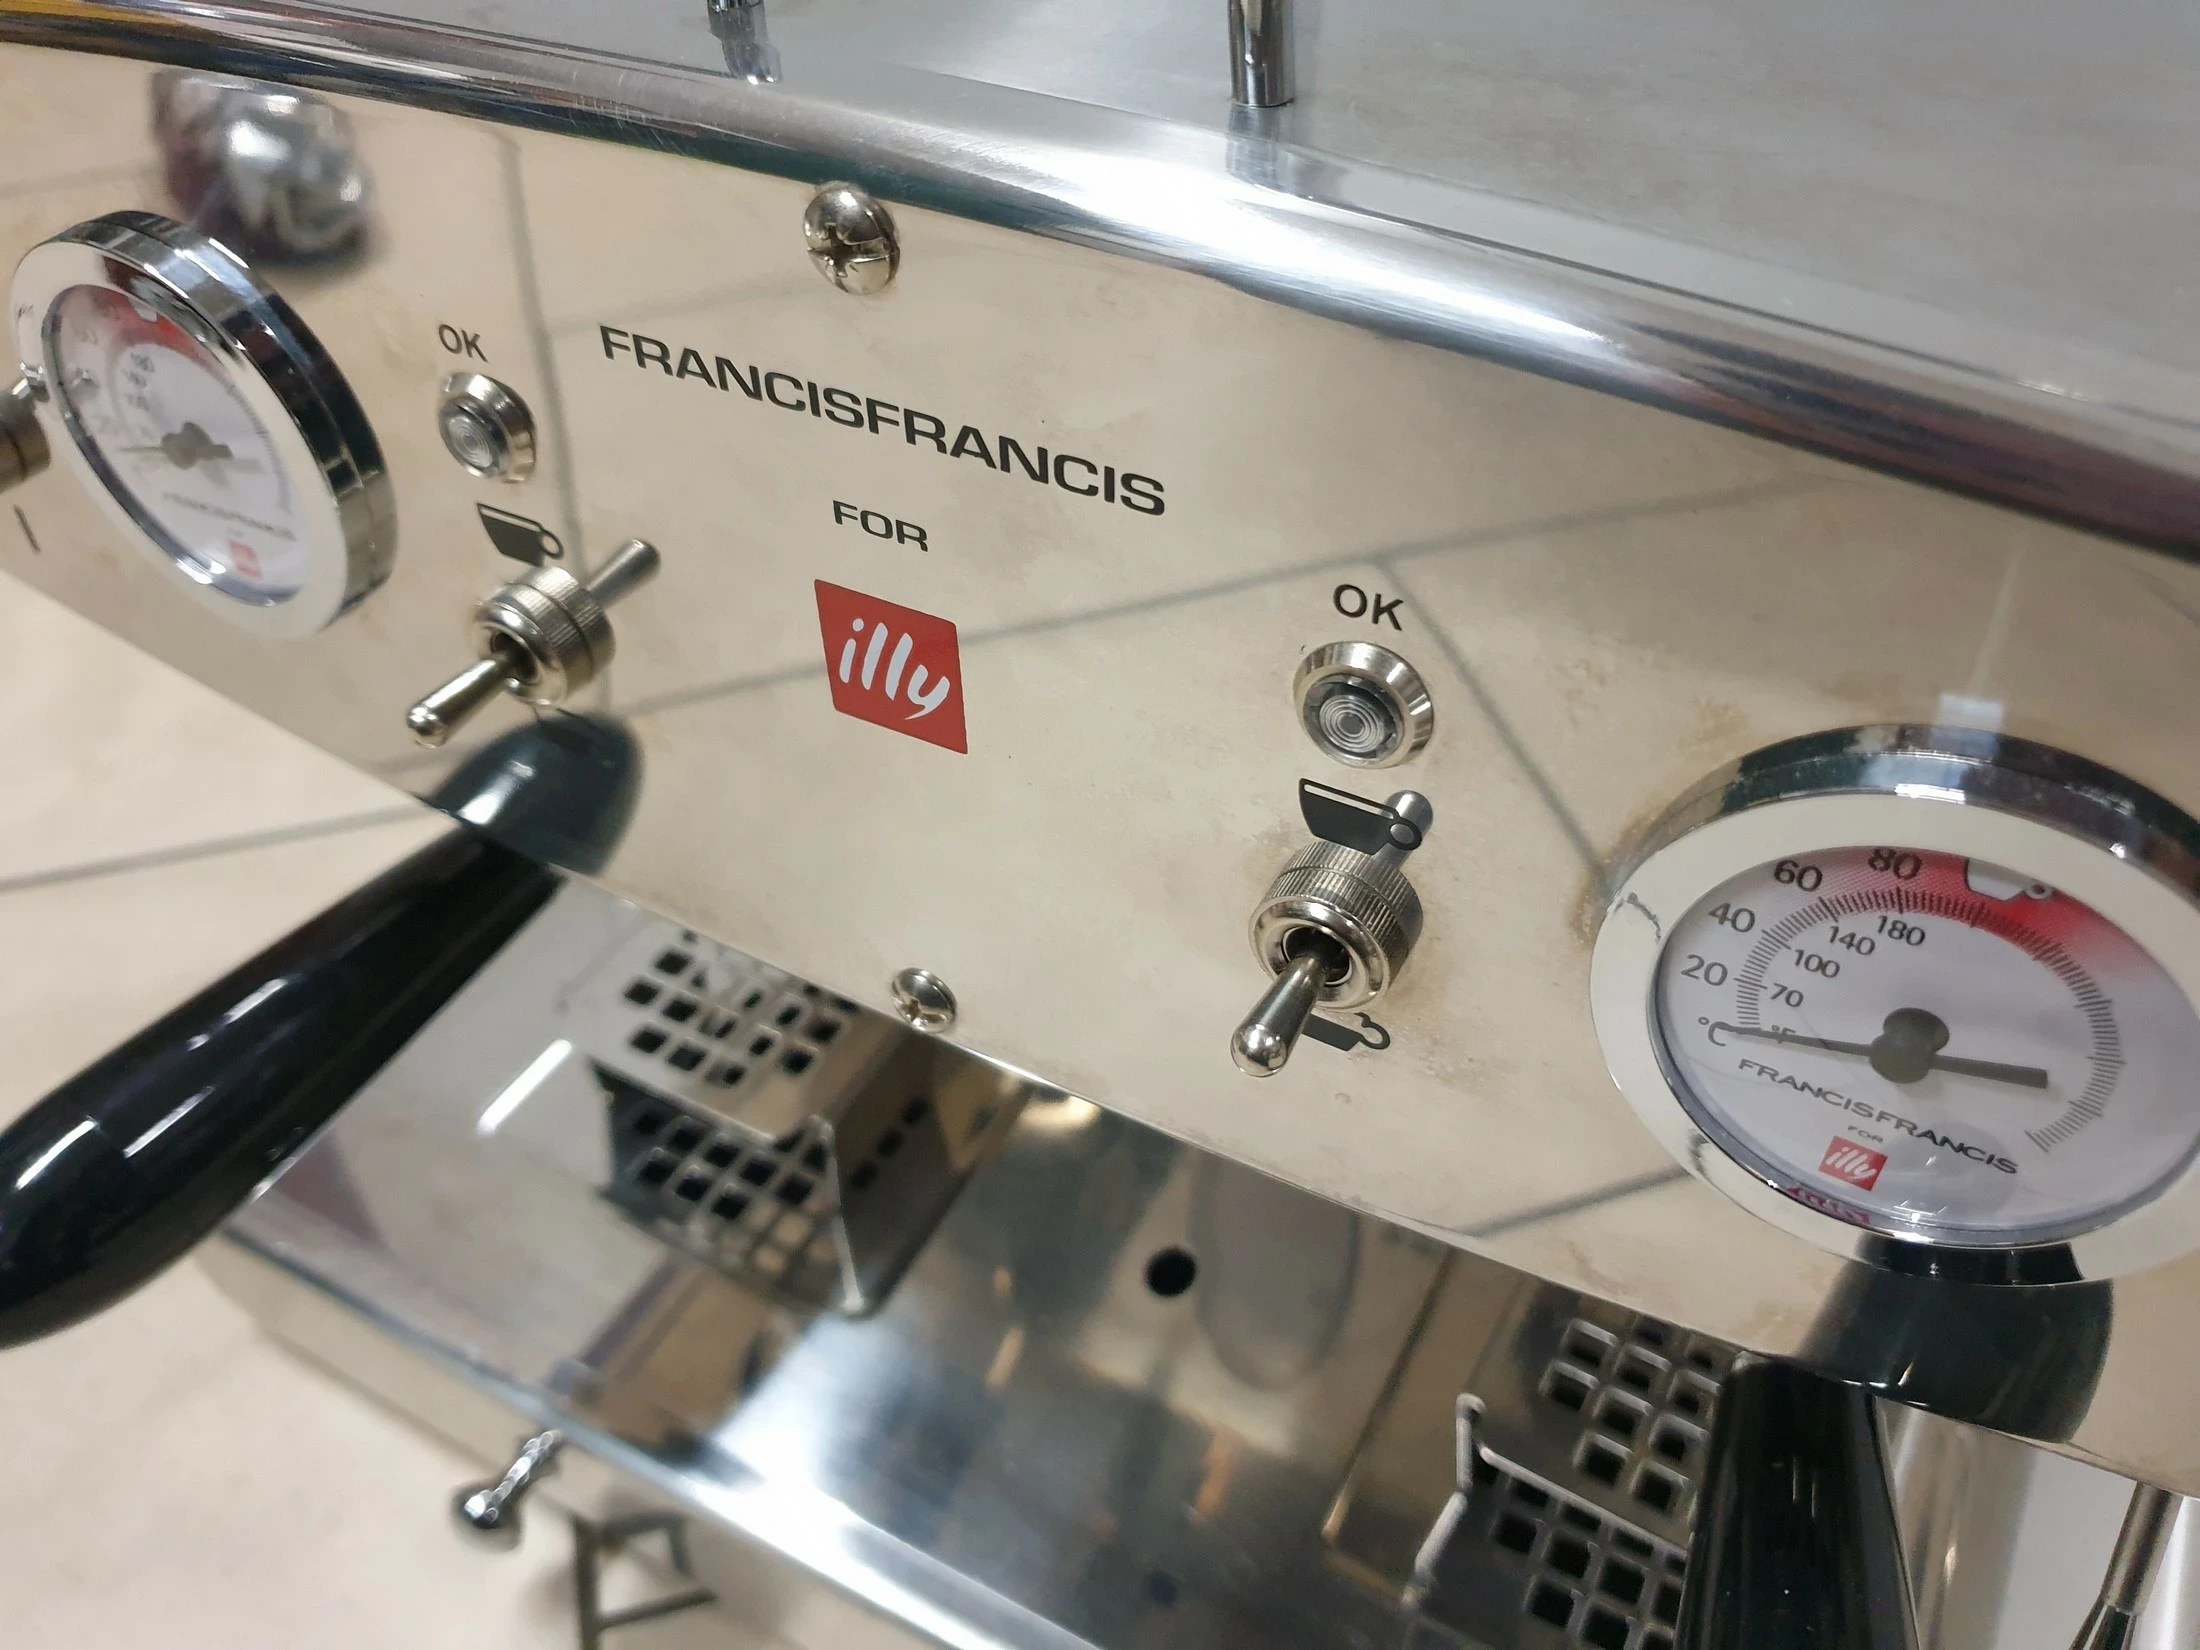 OK
FRANCISFRANCIS
FOR
illy
OK
80
60
40
20
°C
180
140
100
70
°F
FRANCISFRANCIS
FOR
illy